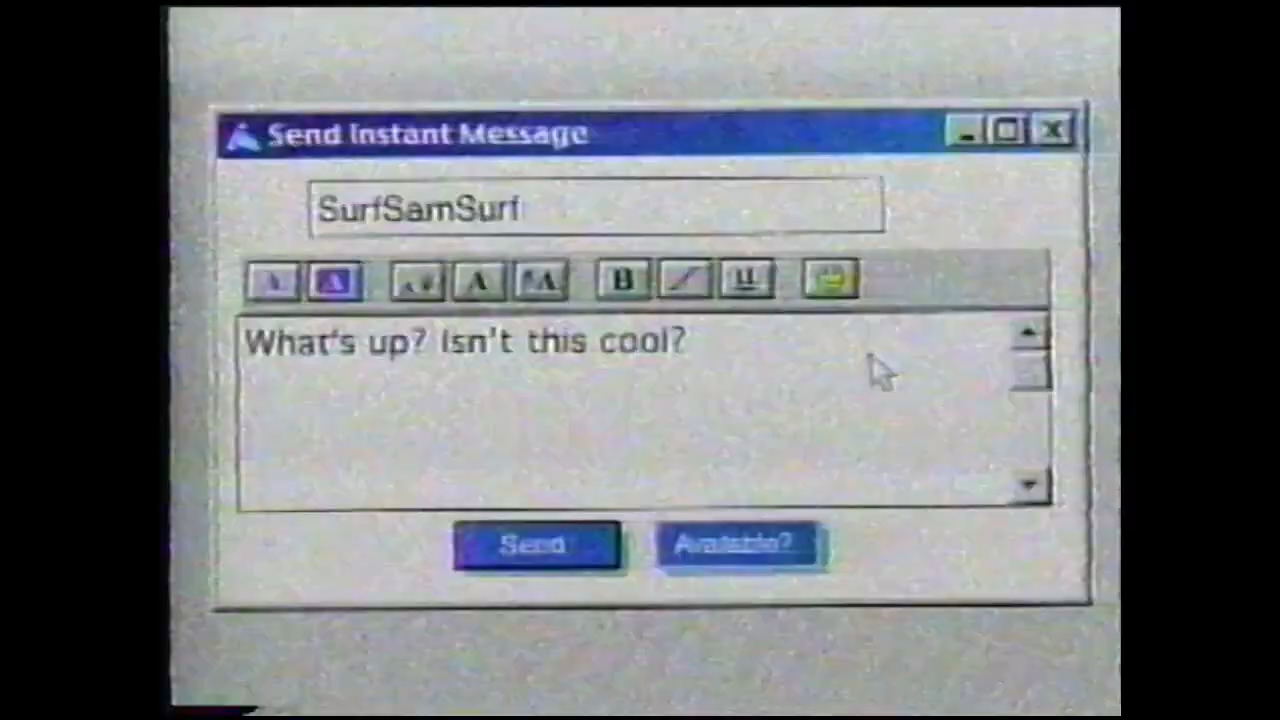 Send Instant Message
SurfSamSurf
A A A A A B I U
What's up? Isn't this cool?
Send Available?